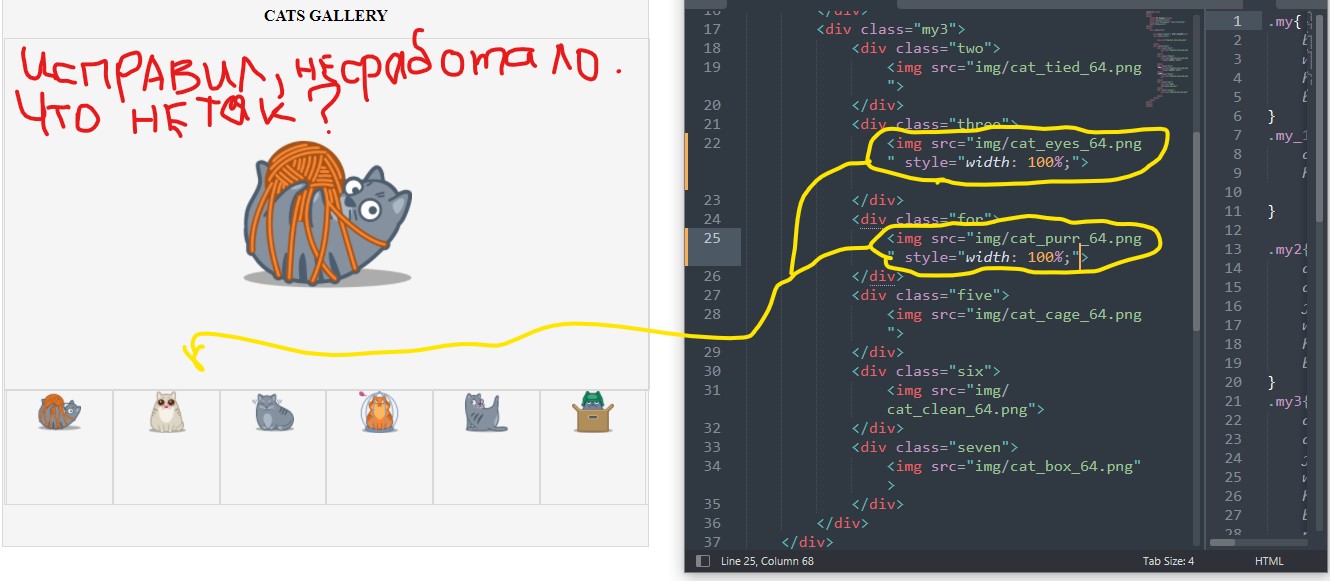 CATS GALLERY
ИСПРАВИЛ, НЕ сработало.
ЧТО НЕ ТАК?
16 </div>
17 <div class="my3">
18 <div class="two">
19 <img src="img/cat_tied_64.png
">
20 </div>
21 <div class="three">
22 <img src="img/cat_eyes_64.png
" style="width: 100%;">
23 </div>
24 <div class="for">
25 <img src="img/cat_purr_64.png
" style="width: 100%;">
26 </div>
27 <div class="five">
28 <img src="img/cat_cage_64.png
">
29 </div>
30 <div class="six">
31 <img src="img/
cat_clean_64.png">
32 </div>
33 <div class="seven">
34 <img src="img/cat_box_64.png"
>
35 </div>
36 </div>
37 </div>
1 .my{
2
3
4
5
6 }
7 .my_1
8
9
10
11 }
12
13 .my2{
14
15
16
17
18
19
20 }
21 .my3{
22
23
24
25
26
27
28
Line 25, Column 68 Tab Size: 4 HTML